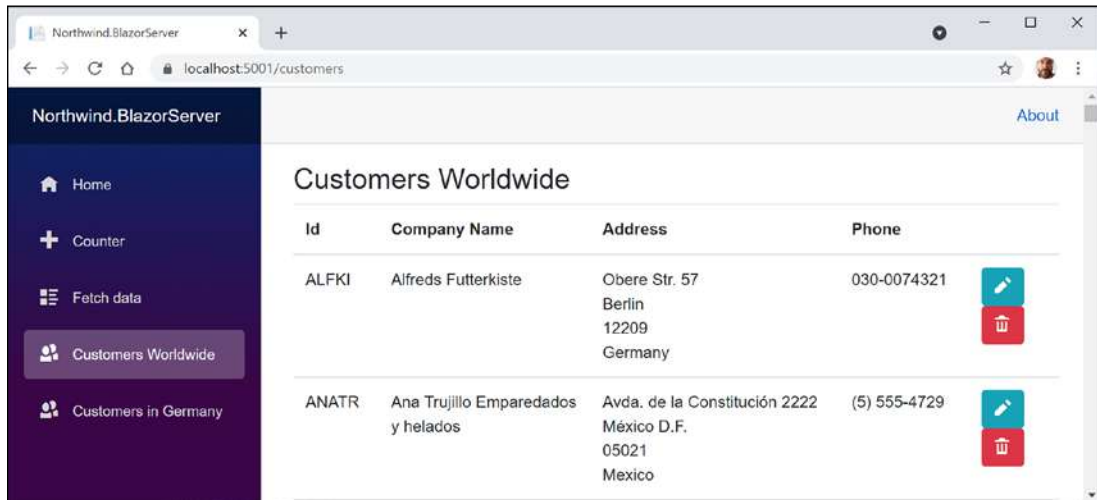 Northwind.BlazorServer
localhost:5001/customers
Northwind.BlazorServer
About
Home
Counter
Fetch data
Customers Worldwide
Customers in Germany
Customers Worldwide
Id Company Name Address Phone
ALFKI Alfreds Futterkiste Obere Str. 57 030-0074321
Berlin
12209
Germany
ANATR Ana Trujillo Emparedados Avda. de la Constitución 2222 (5) 555-4729
y helados México D.F.
05021
Mexico